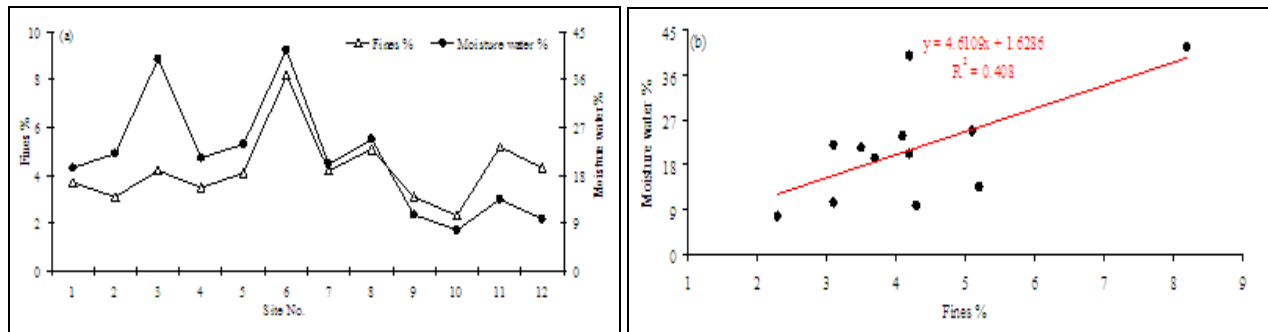 (a)
Fines %
Moisture water %
10
8
6
4
2
0
Fines %
45
36
27
18
9
0
Moisture water%
1 2 3 4 5 6 7 8 9 10 11 12
Site No.
(b)
y = 4.6109x + 1.6286
R² = 0.408
45
36
27
18
9
0
Moisture water %
1 2 3 4 5 6 7 8 9
Fines %